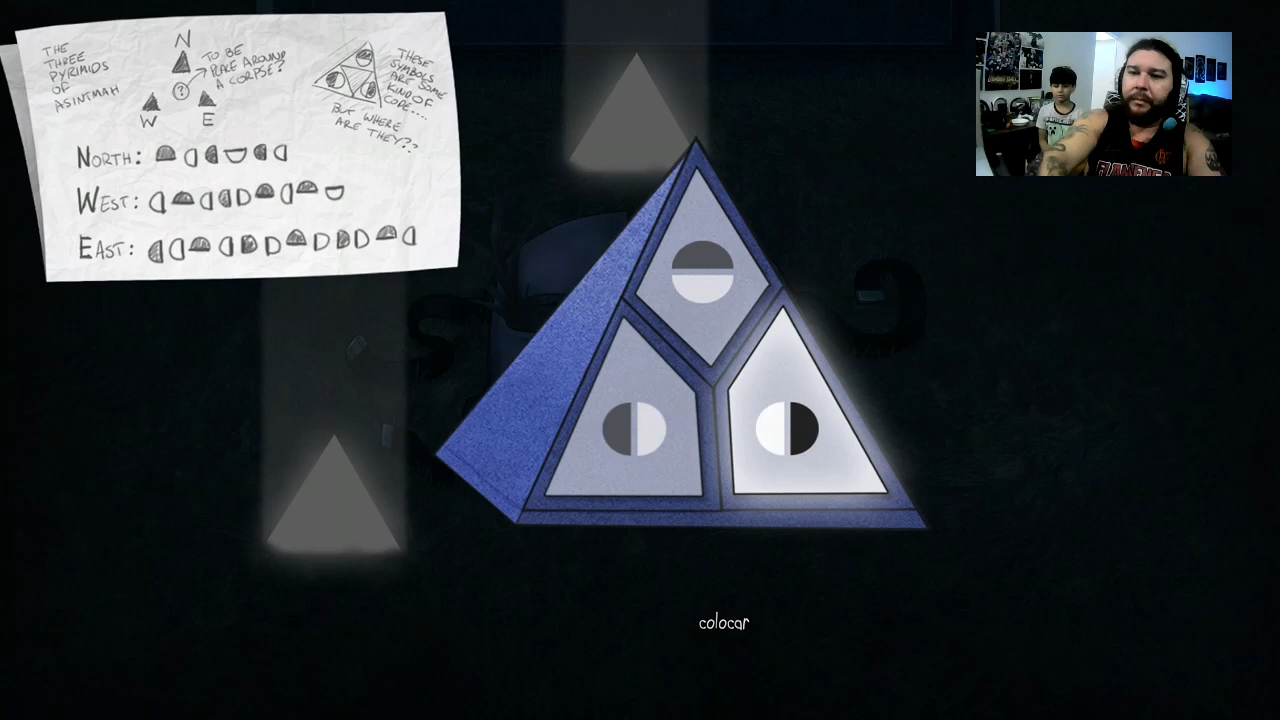 THE
THREE
PYRIMIDS
OF
ASINTMAH
N
TO BE
PLACE AROUND
A CORPSE?
?
W E
THESE
SYMBOLS
ARE SOME
KIND OF
CODE....
BUT WHERE
ARE THEY??
NORTH:
WEST:
EAST:
colocar
FLAMENGO